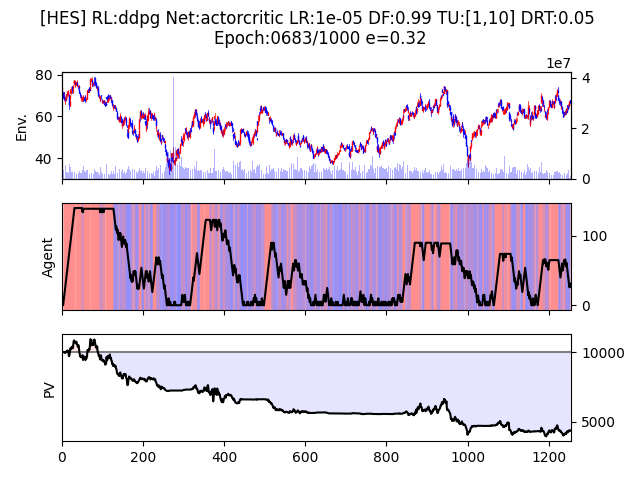 [HES] RL:ddpg Net:actorcritic LR:1e-05 DF:0.99 TU:[1,10] DRT:0.05
Epoch:0683/1000 e=0.32
1e7
80
60
40
Env.
4
2
0
Agent
100
0
PV
10000
5000
0
200
400
600
800
1000
1200